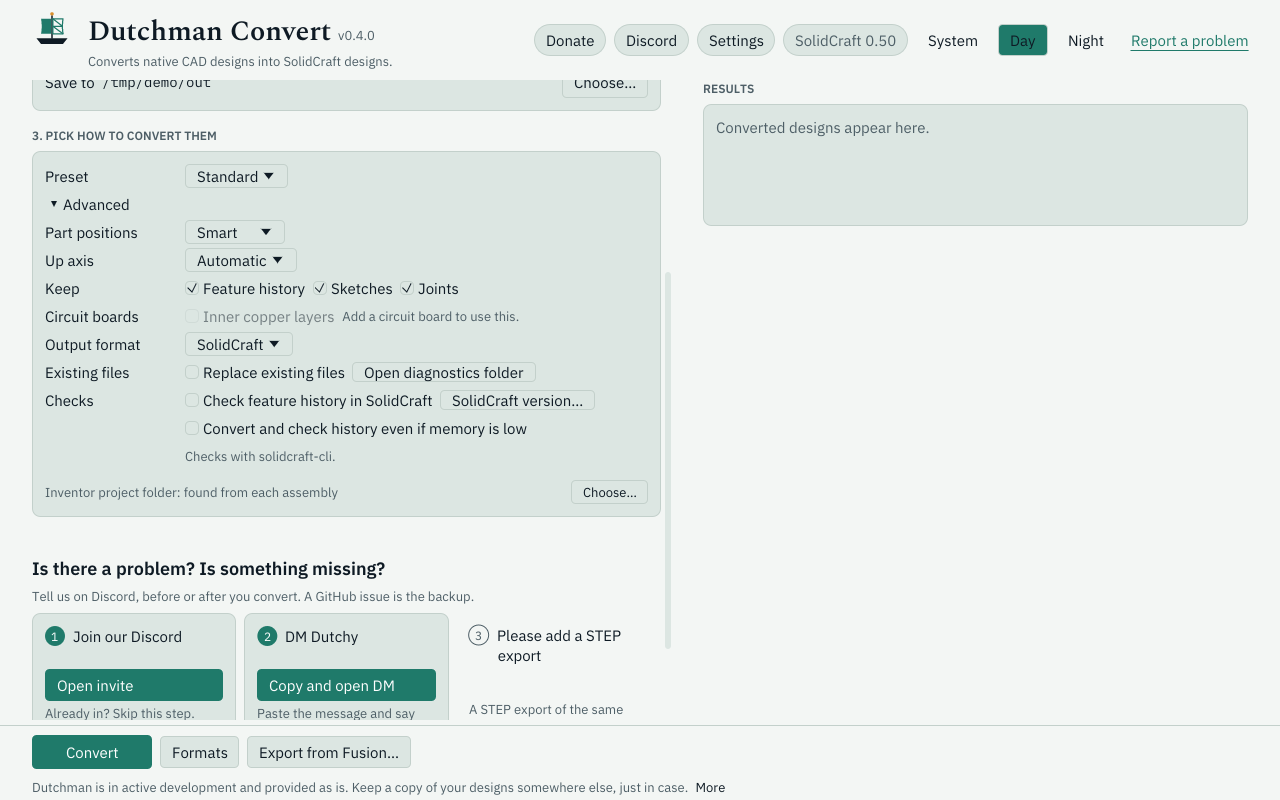 Dutchman Convert v0.4.0
Converts native CAD designs into SolidCraft designs.
Donate Discord Settings SolidCraft 0.50 System Day Night Report a problem
Save to /tmp/demo/out Choose...
3. PICK HOW TO CONVERT THEM
Preset Standard
Advanced
Part positions Smart
Up axis Automatic
Keep Feature history Sketches Joints
Circuit boards Inner copper layers Add a circuit board to use this.
Output format SolidCraft
Existing files Replace existing files Open diagnostics folder
Checks Check feature history in SolidCraft SolidCraft version...
Convert and check history even if memory is low
Checks with solidcraft-cli.
Inventor project folder: found from each assembly Choose...
Is there a problem? Is something missing?
Tell us on Discord, before or after you convert. A GitHub issue is the backup.
1 Join our Discord
Open invite
Already in? Skip this step.
2 DM Dutchy
Copy and open DM
Paste the message and say
3 Please add a STEP
export
A STEP export of the same
RESULTS
Converted designs appear here.
Convert Formats Export from Fusion...
Dutchman is in active development and provided as is. Keep a copy of your designs somewhere else, just in case. More